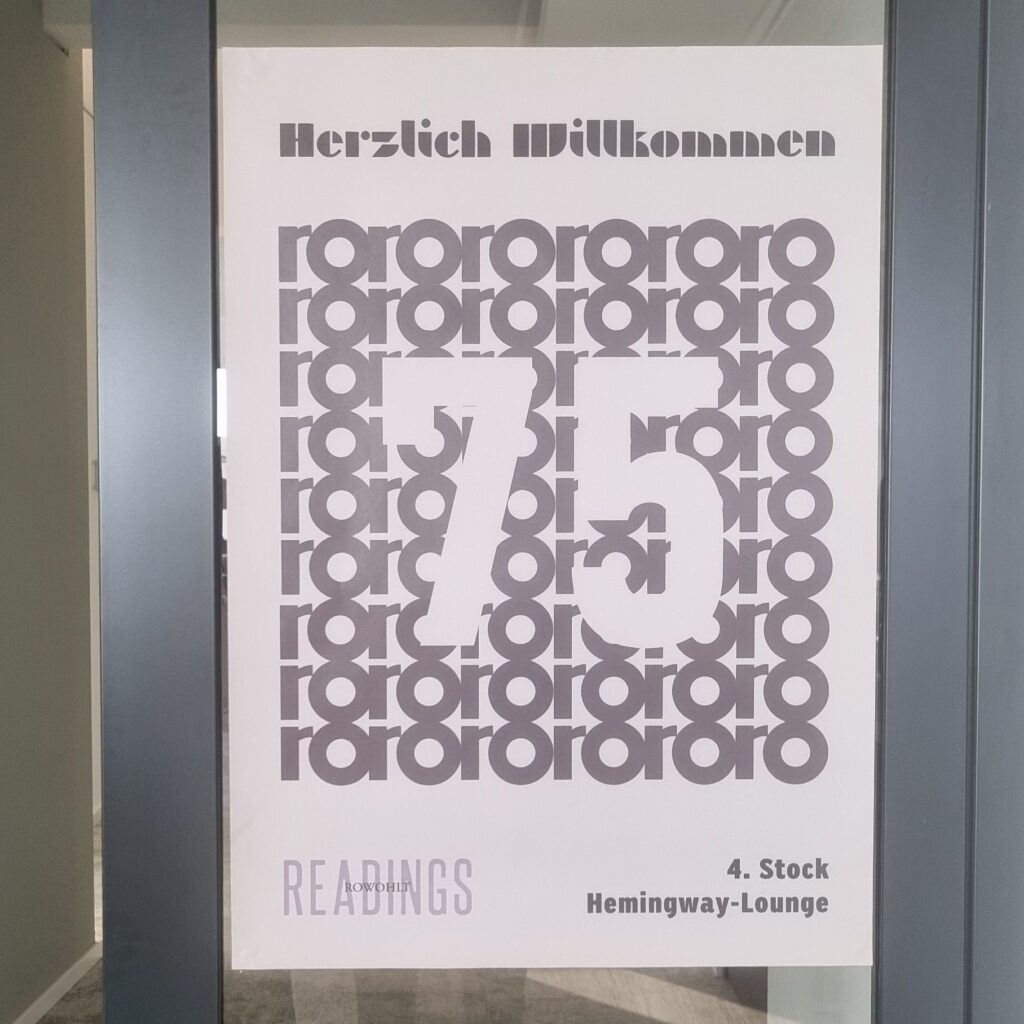 Herzlich Willkommen
rororororororo
rororororororo
rororororororo
rororororororo
rororororororo
rororororororo
rororororororo
rororororororo
rororororororo
75
READINGS
ROWOHLT
4. Stock
Hemingway-Lounge